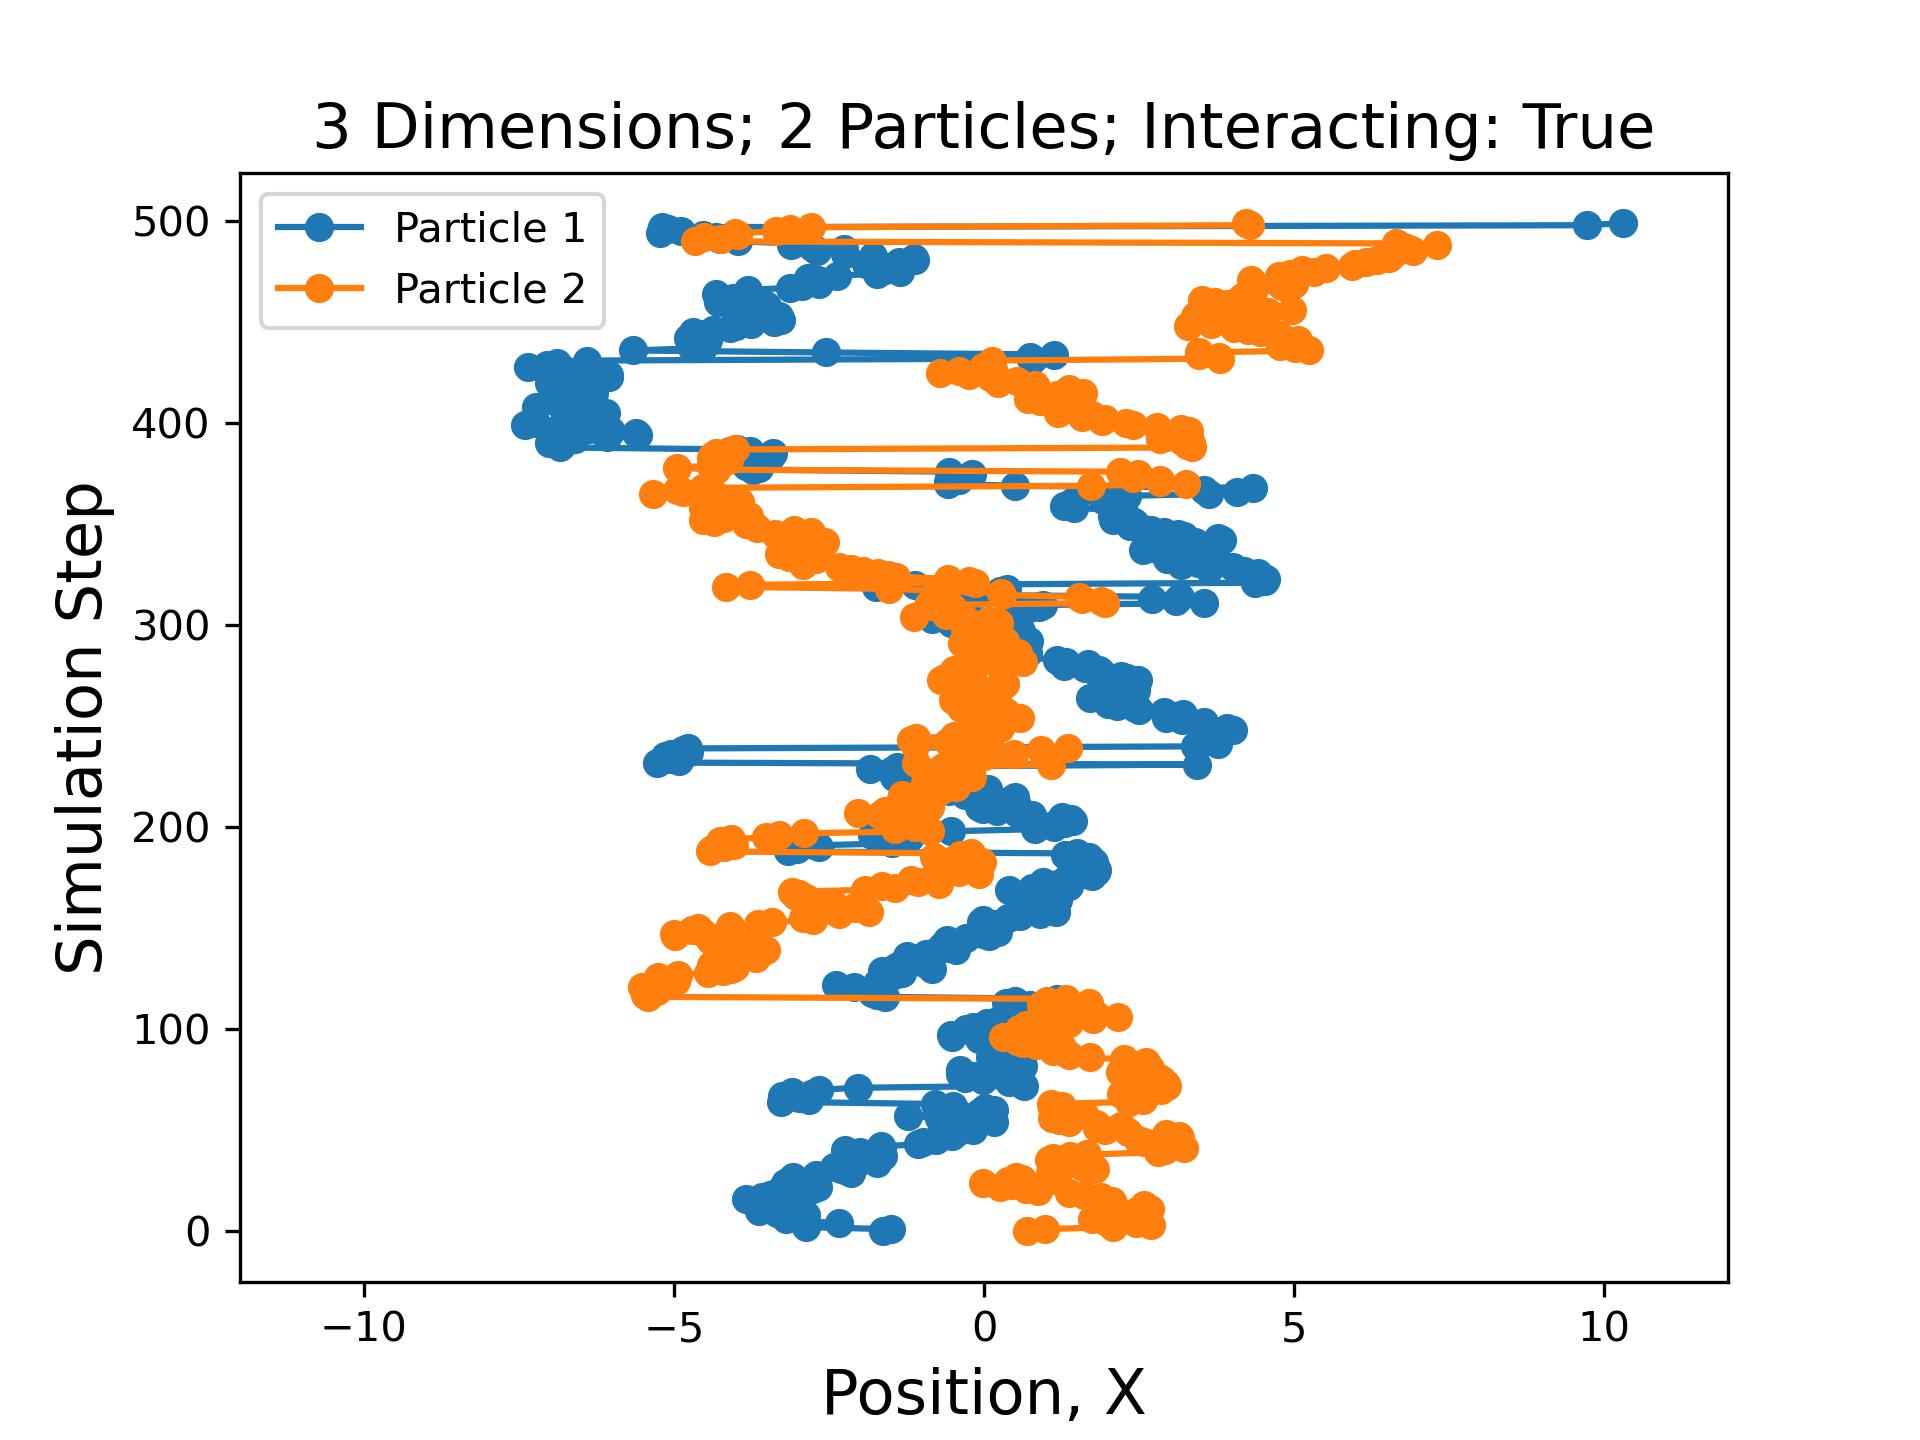 3 Dimensions; 2 Particles; Interacting: True
Particle 1
Particle 2
500
400
300
200
100
0
Simulation Step
−10
−5
0
5
10
Position, X